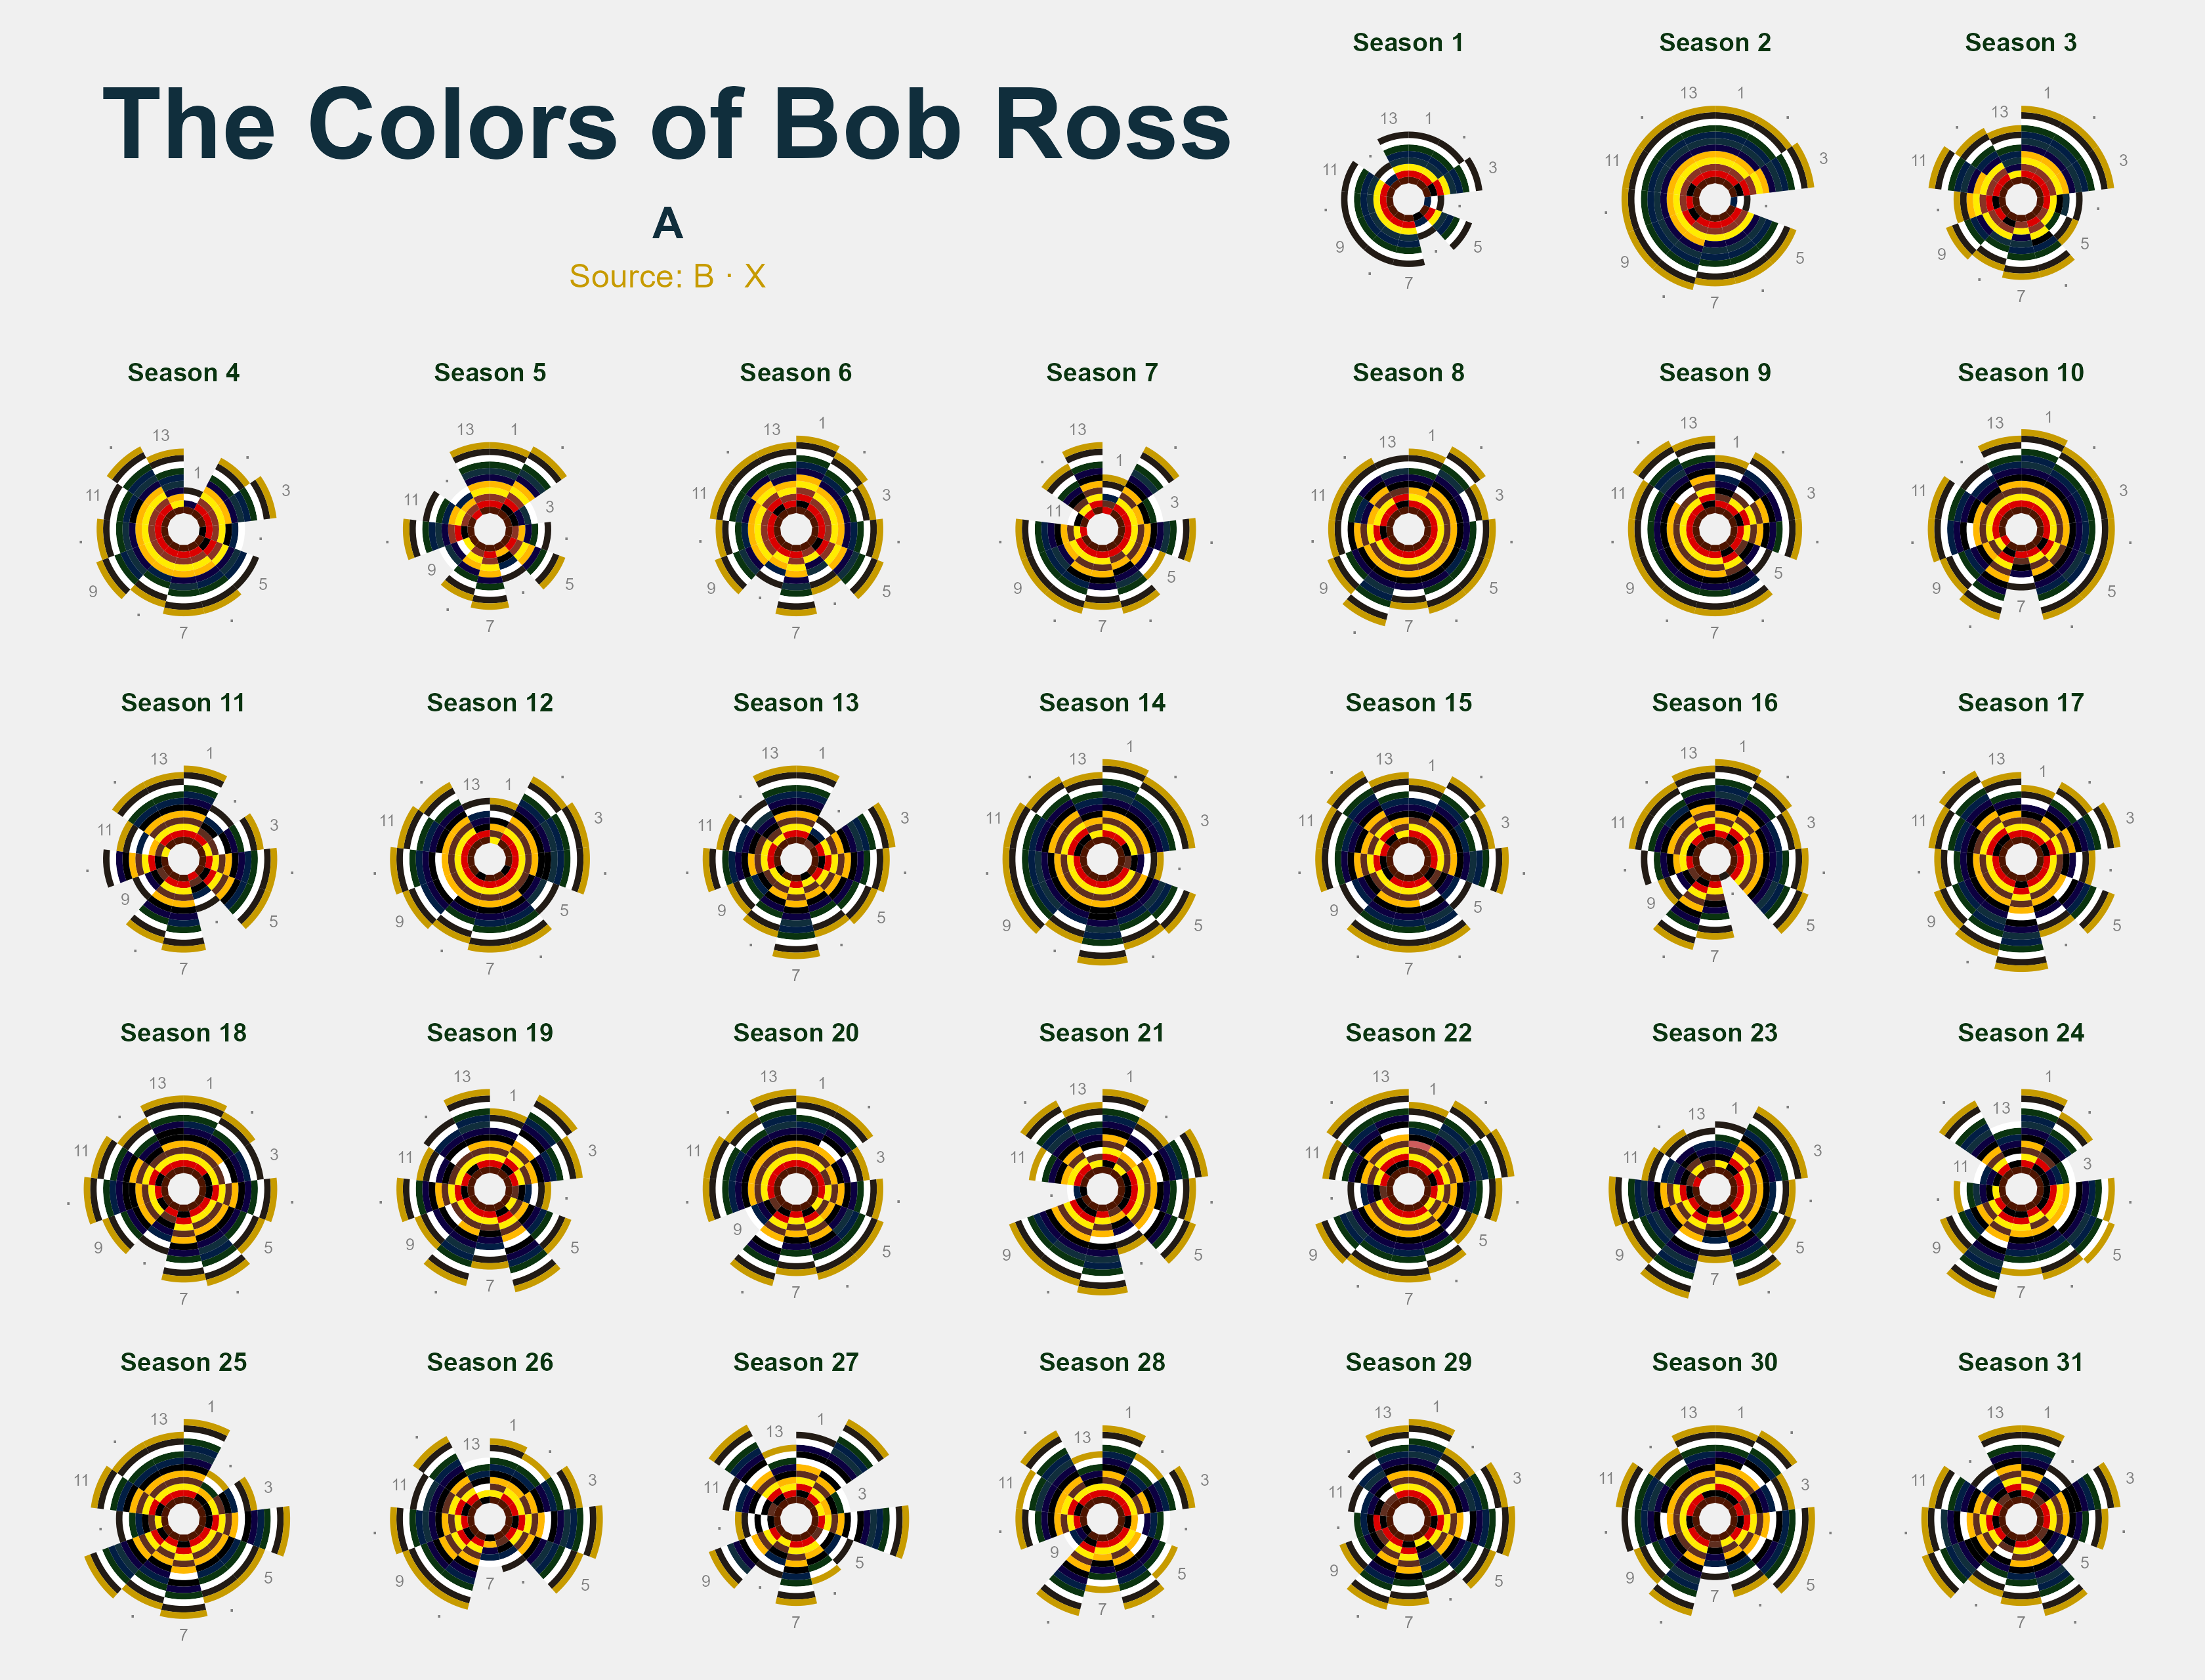 The Colors of Bob Ross
A
Source: B · X
Season 1
13 1 · 3 · 5 · 7 · 9 · 11 ·
Season 2
13 1 · 3 · 5 · 7 · 9 · 11 ·
Season 3
13 1 · 3 · 5 · 7 · 9 · 11 ·
Season 4
13 1 · 3 · 5 · 7 · 9 · 11 ·
Season 5
13 1 · 3 · 5 · 7 · 9 · 11 ·
Season 6
13 1 · 3 · 5 · 7 · 9 · 11 ·
Season 7
13 1 · 3 · 5 · 7 · 9 · 11 ·
Season 8
13 1 · 3 · 5 · 7 · 9 · 11 ·
Season 9
13 1 · 3 · 5 · 7 · 9 · 11 ·
Season 10
13 1 · 3 · 5 · 7 · 9 · 11 ·
Season 11
13 1 · 3 · 5 · 7 · 9 · 11 ·
Season 12
13 1 · 3 · 5 · 7 · 9 · 11 ·
Season 13
13 1 · 3 · 5 · 7 · 9 · 11 ·
Season 14
13 1 · 3 · 5 · 7 · 9 · 11 ·
Season 15
13 1 · 3 · 5 · 7 · 9 · 11 ·
Season 16
13 1 · 3 · 5 · 7 · 9 · 11 ·
Season 17
13 1 · 3 · 5 · 7 · 9 · 11 ·
Season 18
13 1 · 3 · 5 · 7 · 9 · 11 ·
Season 19
13 1 · 3 · 5 · 7 · 9 · 11 ·
Season 20
13 1 · 3 · 5 · 7 · 9 · 11 ·
Season 21
13 1 · 3 · 5 · 7 · 9 · 11 ·
Season 22
13 1 · 3 · 5 · 7 · 9 · 11 ·
Season 23
13 1 · 3 · 5 · 7 · 9 · 11 ·
Season 24
13 1 · 3 · 5 · 7 · 9 · 11 ·
Season 25
13 1 · 3 · 5 · 7 · 9 · 11 ·
Season 26
13 1 · 3 · 5 · 7 · 9 · 11 ·
Season 27
13 1 · 3 · 5 · 7 · 9 · 11 ·
Season 28
13 1 · 3 · 5 · 7 · 9 · 11 ·
Season 29
13 1 · 3 · 5 · 7 · 9 · 11 ·
Season 30
13 1 · 3 · 5 · 7 · 9 · 11 ·
Season 31
13 1 · 3 · 5 · 7 · 9 · 11 ·